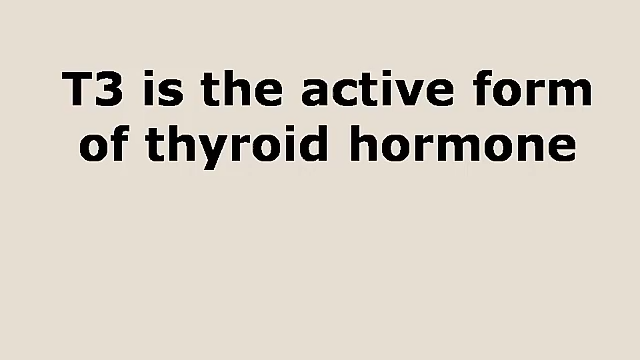 T3 is the active form
of thyroid hormone